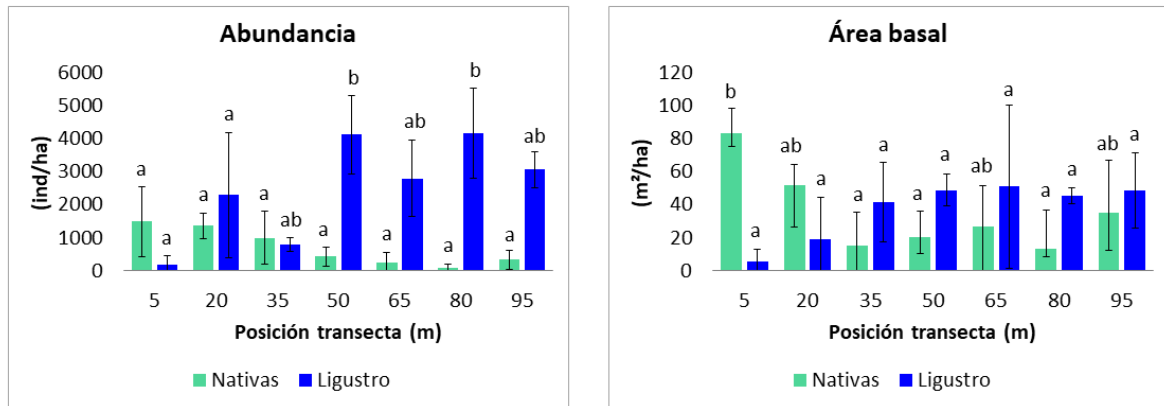 Abundancia
6000
5000
4000
3000
2000
1000
0
(ind/ha)
a a a a a ab a b a ab a b a ab
5 20 35 50 65 80 95
Posición transecta (m)
Nativas Ligustro
Área basal
120
100
80
60
40
20
0
(m²/ha)
b a ab a a a a a ab a a a ab a
5 20 35 50 65 80 95
Posición transecta (m)
Nativas Ligustro